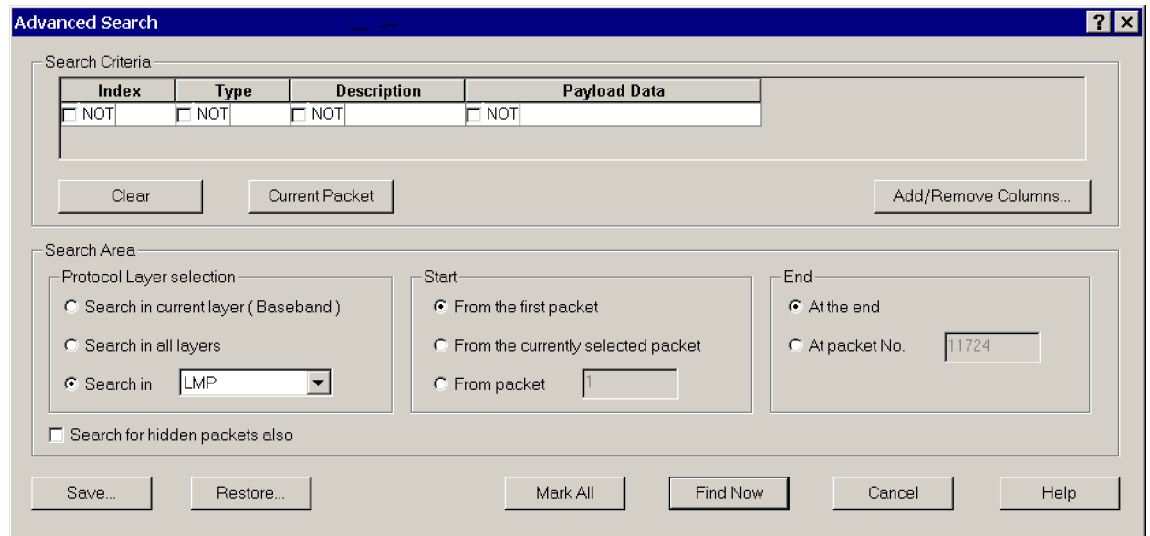 Advanced Search
Search Criteria
Index Type Description Payload Data
NOT NOT NOT NOT
Clear Current Packet Add/Remove Columns...
Search Area
Protocol Layer selection Start End
Search in current layer ( Baseband ) From the first packet At the end
Search in all layers From the currently selected packet At packet No. 11724
Search in LMP From packet 1
Search for hidden packets also
Save... Restore... Mark All Find Now Cancel Help